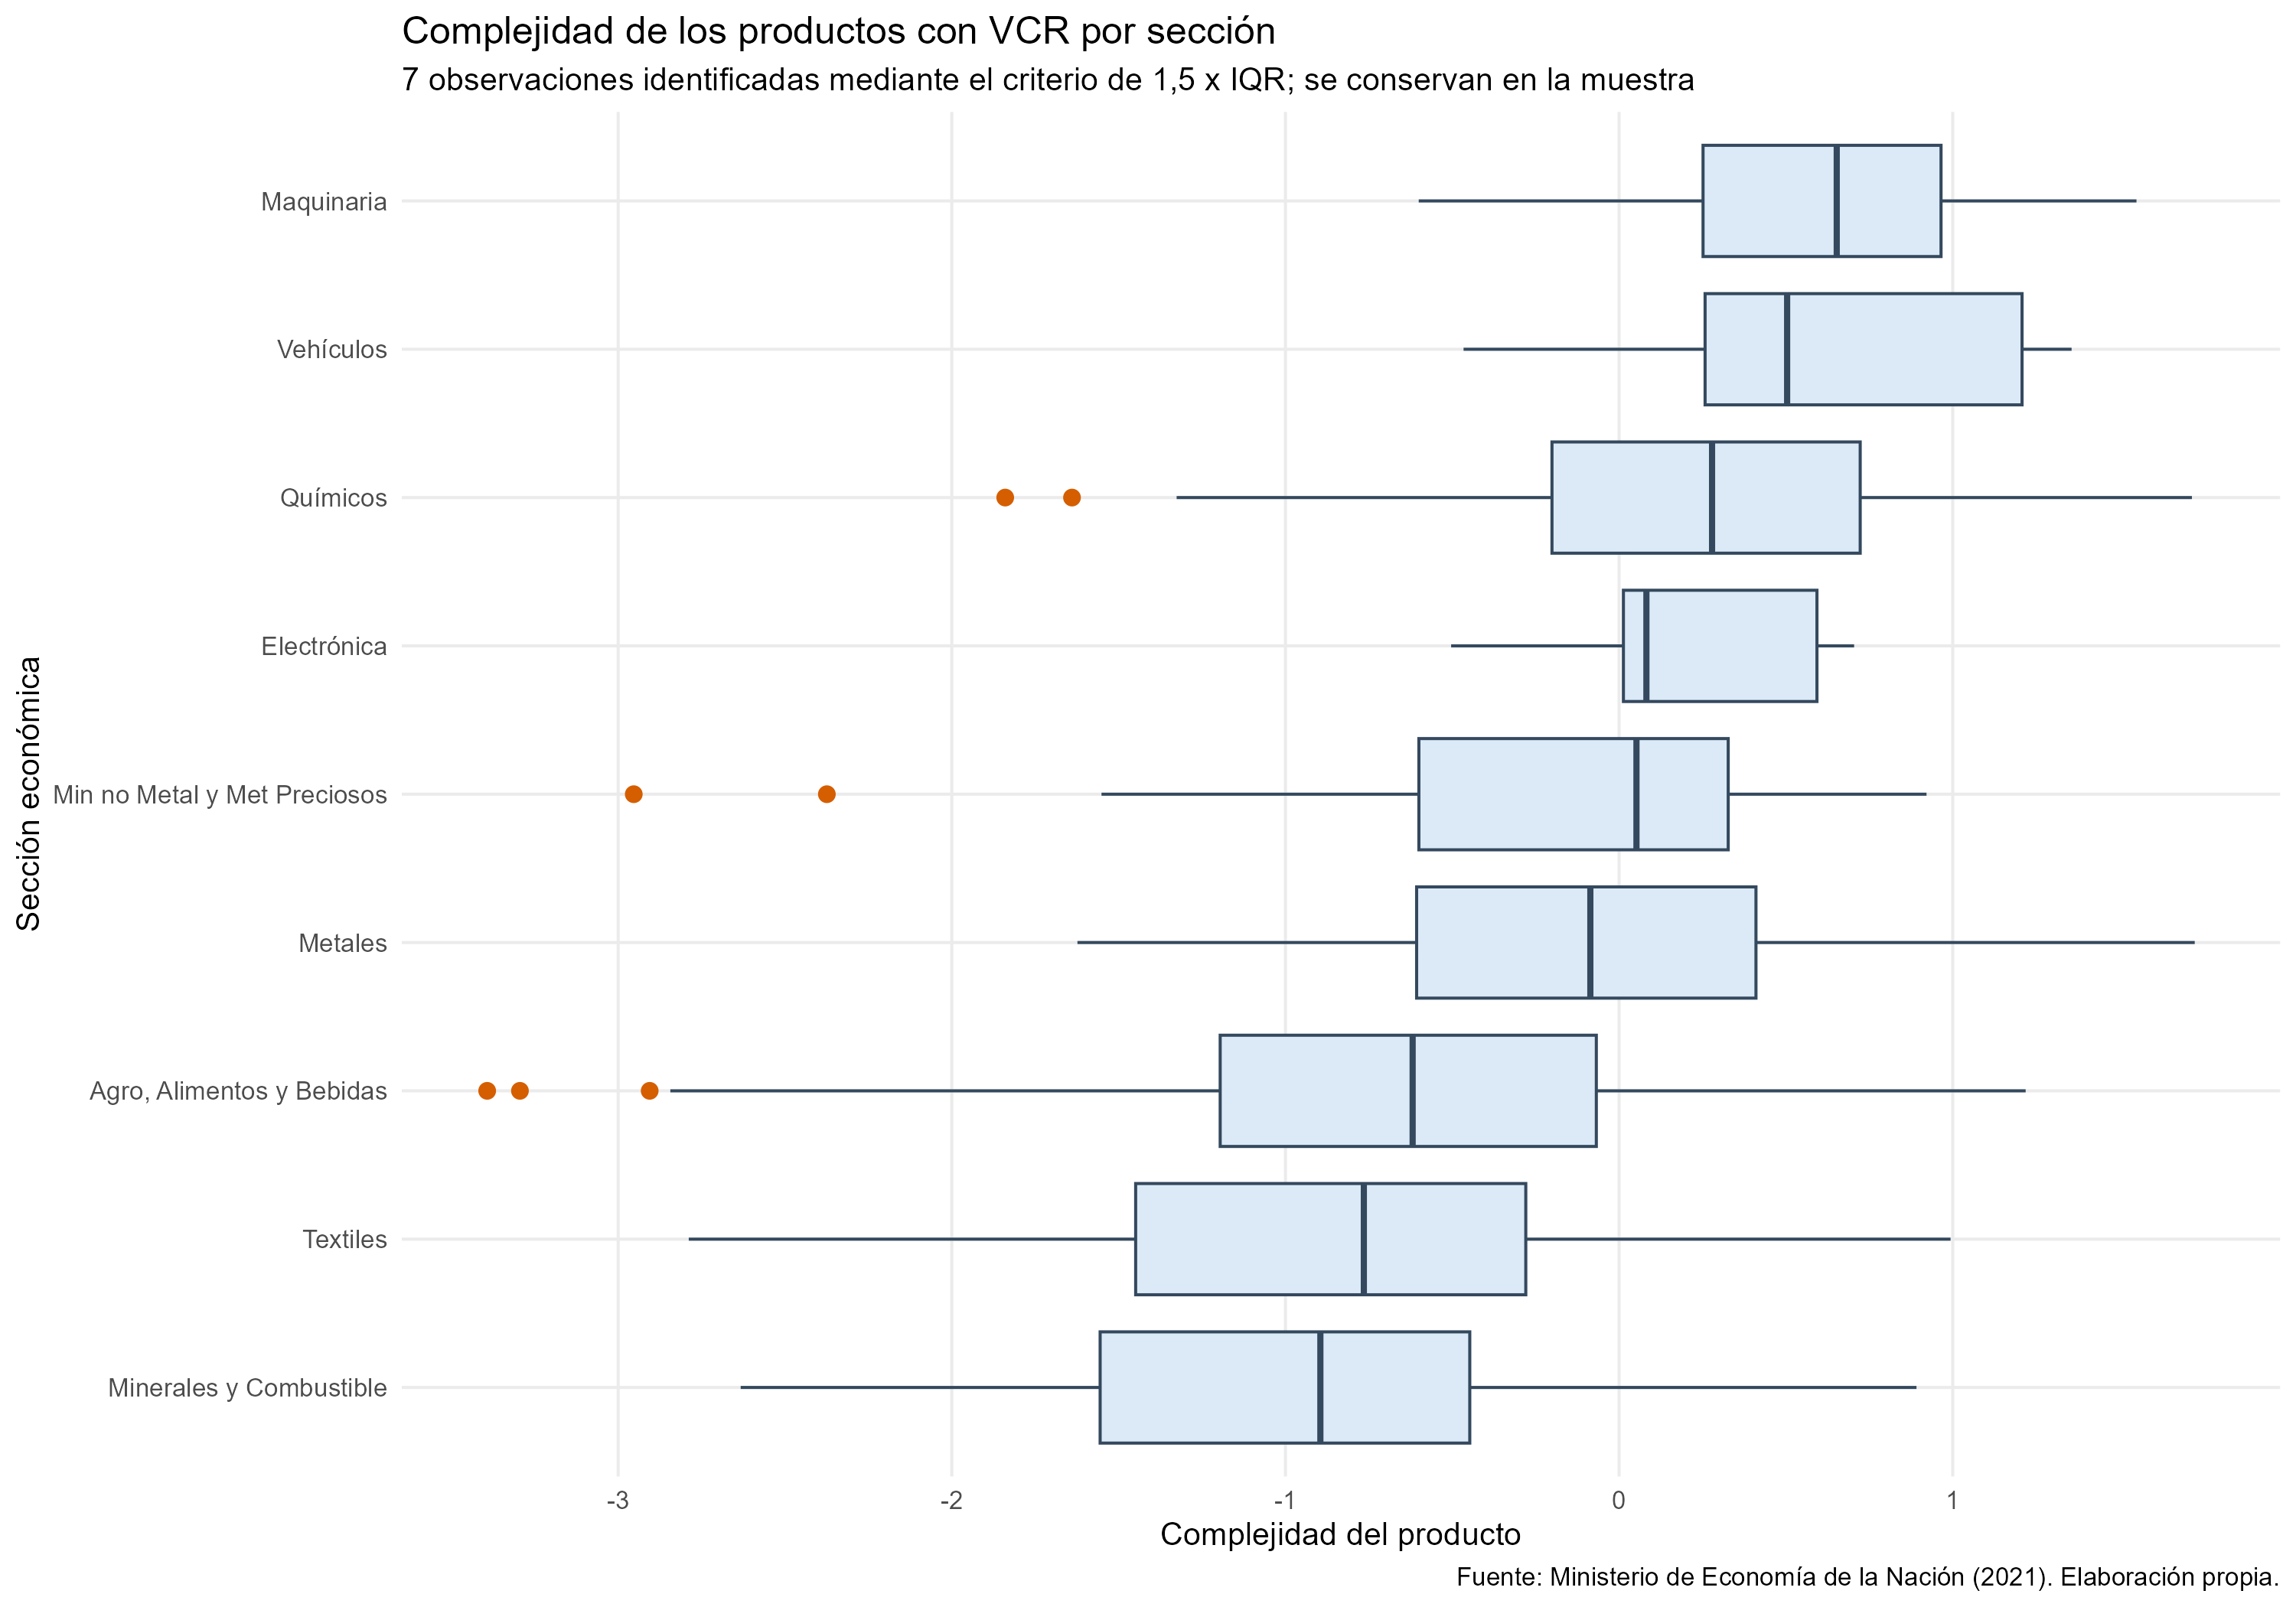 Complejidad de los productos con VCR por sección
7 observaciones identificadas mediante el criterio de 1,5 x IQR; se conservan en la muestra
Sección económica
Maquinaria
Vehículos
Químicos
Electrónica
Min no Metal y Met Preciosos
Metales
Agro, Alimentos y Bebidas
Textiles
Minerales y Combustible
-3 -2 -1 0 1
Complejidad del producto
Fuente: Ministerio de Economía de la Nación (2021). Elaboración propia.